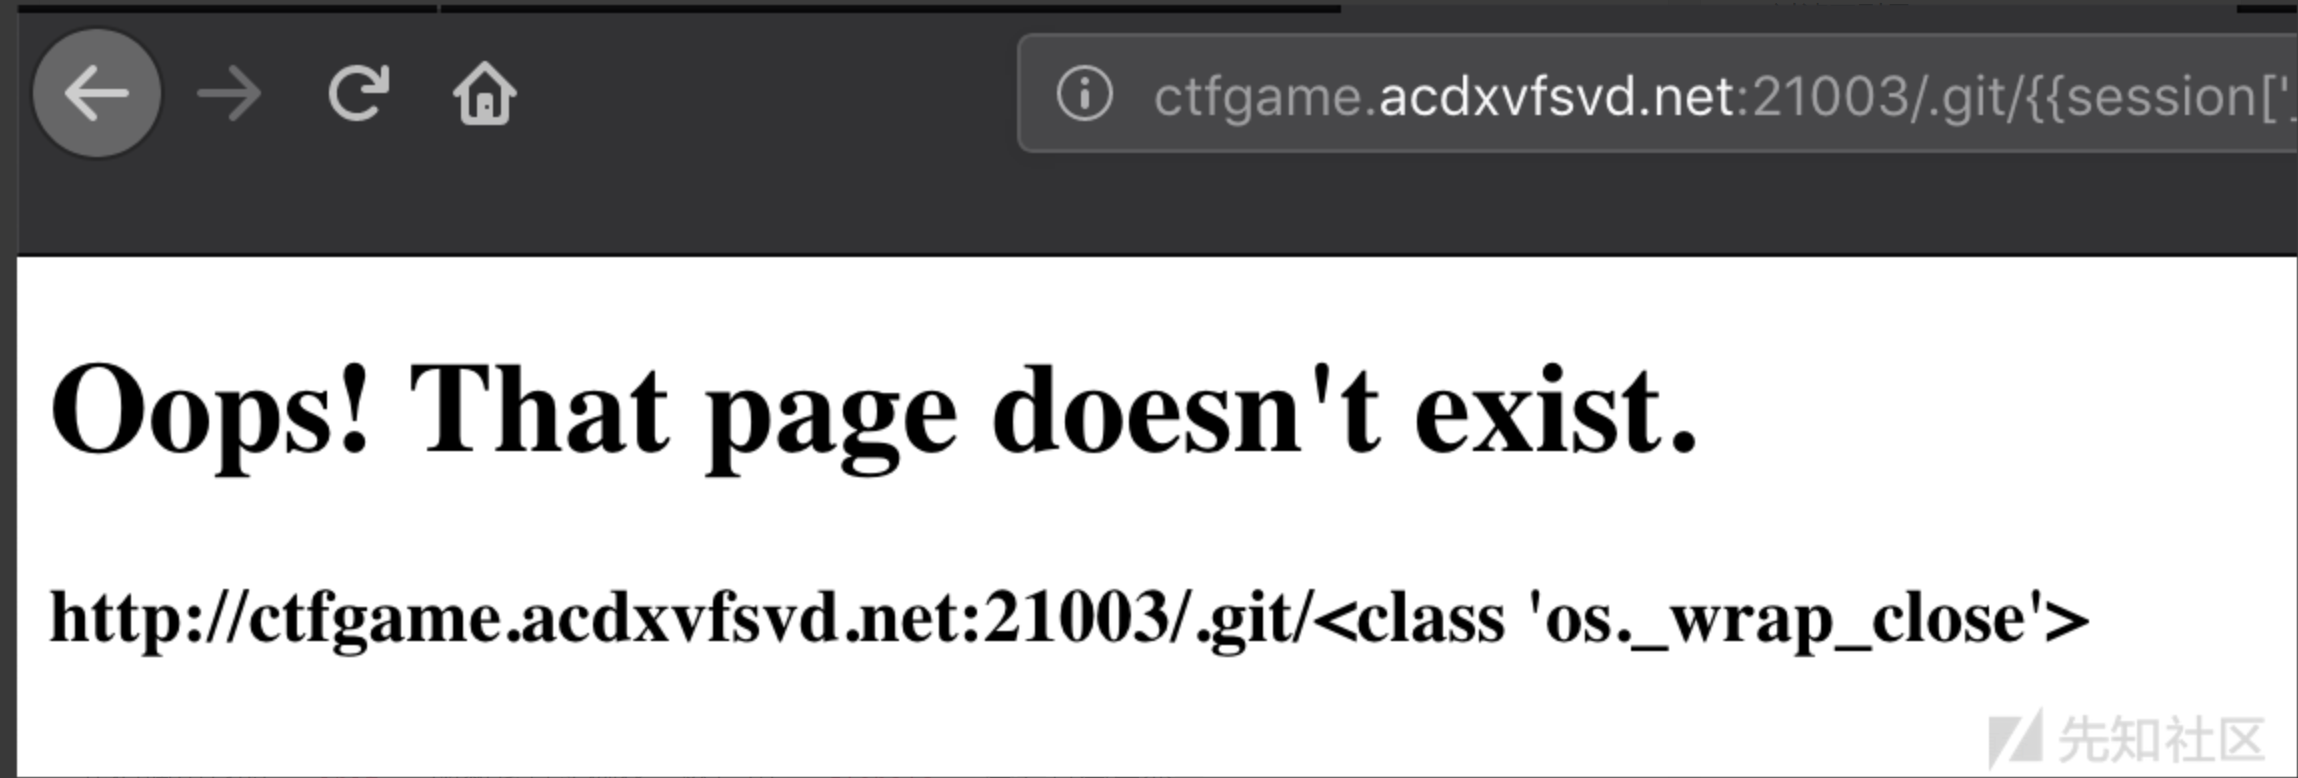 ctfgame.acdxvfsvd.net:21003/.git/{{session['_
Oops! That page doesn't exist.
http://ctfgame.acdxvfsvd.net:21003/.git/<class 'os._wrap_close'>
先知社区